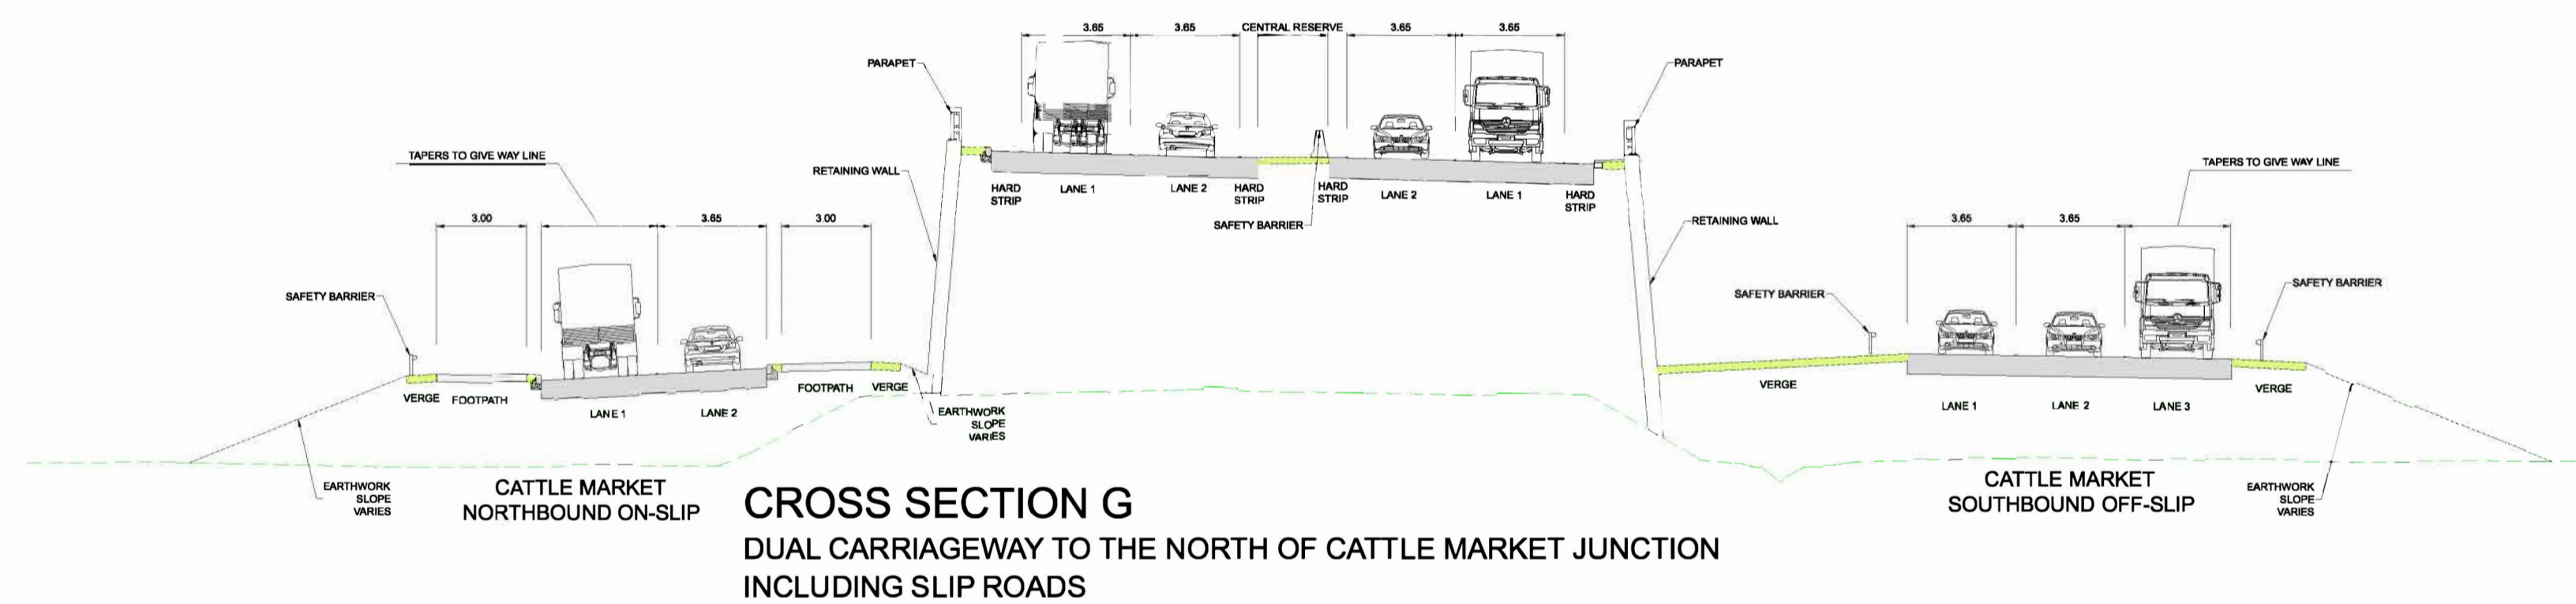 3.65
3.65
CENTRAL RESERVE
3.65
3.65
PARAPET
PARAPET
TAPERS TO GIVE WAY LINE
RETAINING WALL
HARD
STRIP
LANE 1
LANE 2
HARD
STRIP
HARD
STRIP
LANE 2
LANE 1
HARD
STRIP
SAFETY BARRIER
TAPERS TO GIVE WAY LINE
3.00
3.65
3.00
RETAINING WALL
3.65
3.65
SAFETY BARRIER
SAFETY BARRIER
SAFETY BARRIER
VERGE
FOOTPATH
LANE 1
LANE 2
FOOTPATH
VERGE
EARTHWORK
SLOPE
VARIES
VERGE
LANE 1
LANE 2
LANE 3
VERGE
EARTHWORK
SLOPE
VARIES
CATTLE MARKET
NORTHBOUND ON-SLIP
CATTLE MARKET
SOUTHBOUND OFF-SLIP
EARTHWORK
SLOPE
VARIES
CROSS SECTION G
DUAL CARRIAGEWAY TO THE NORTH OF CATTLE MARKET JUNCTION
INCLUDING SLIP ROADS